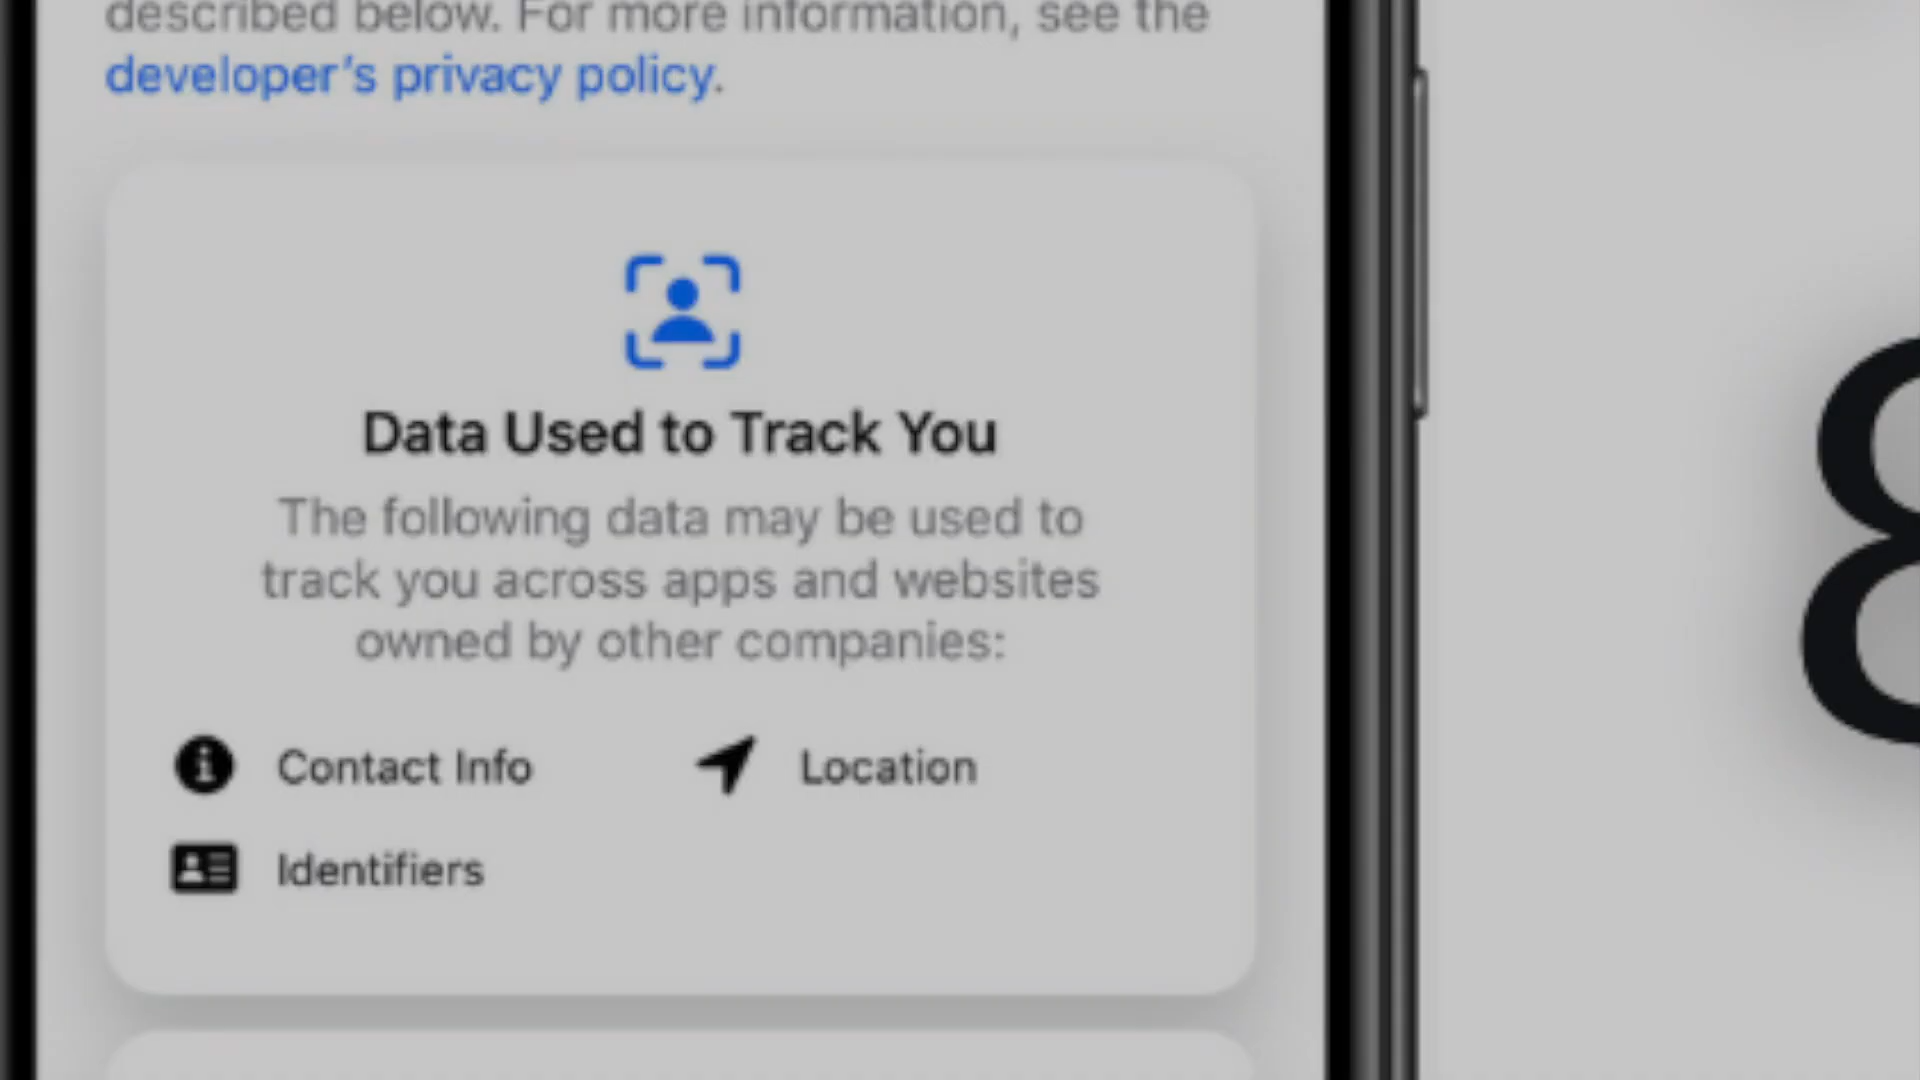 described below. For more information, see the
developer’s privacy policy.
Data Used to Track You
The following data may be used to
track you across apps and websites
owned by other companies:
Contact Info
Location
Identifiers
8